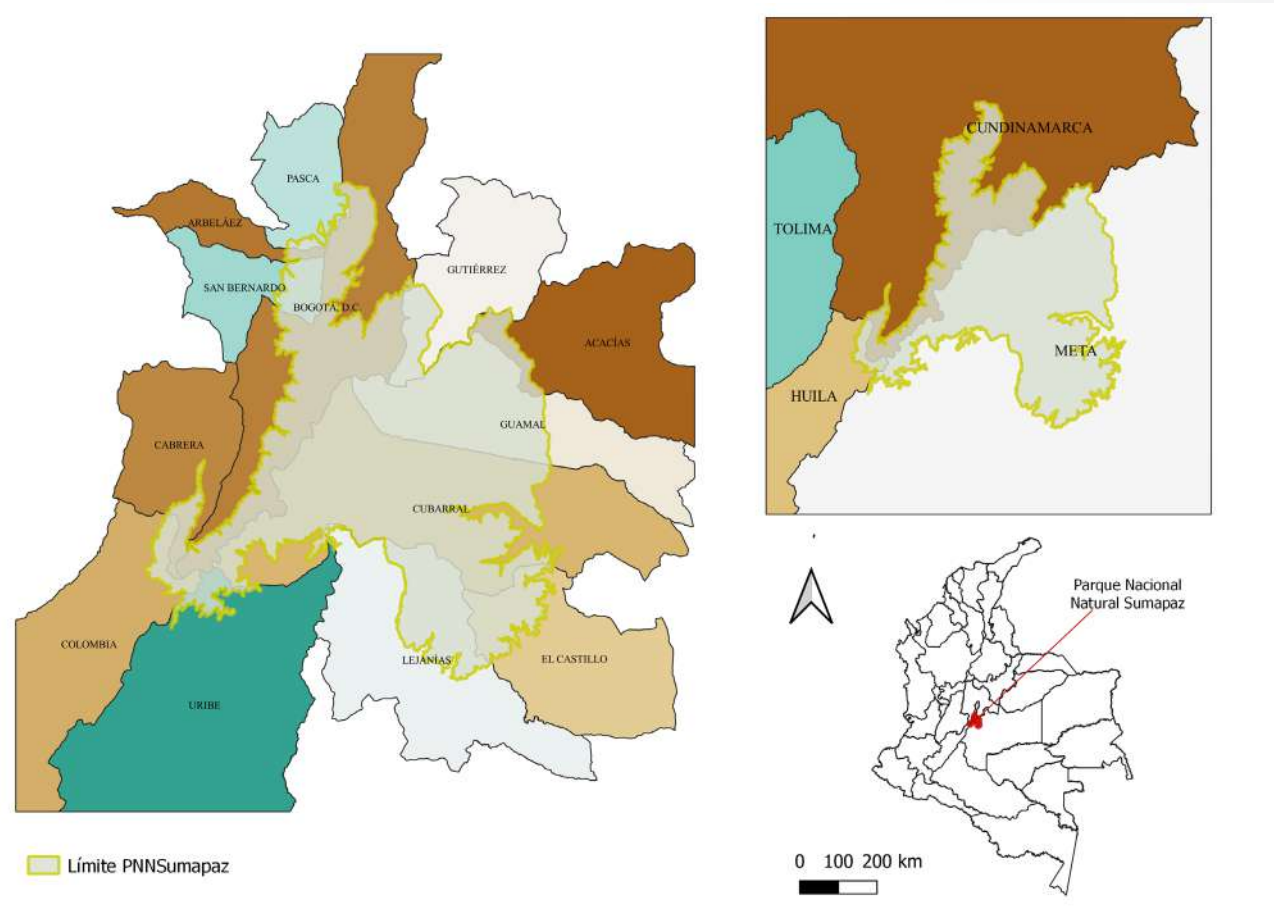 PASCA
ARBELÁEZ
SAN BERNARDO
BOGOTÁ, D.C.
GUTIÉRREZ
ACACÍAS
GUAMAL
CABRERA
CUBARRAL
COLOMBIA
LEJANÍAS
EL CASTILLO
URIBE
Límite PNNSumapaz
CUNDINAMARCA
TOLIMA
META
HUILA
Parque Nacional
Natural Sumapaz
0 100 200 km